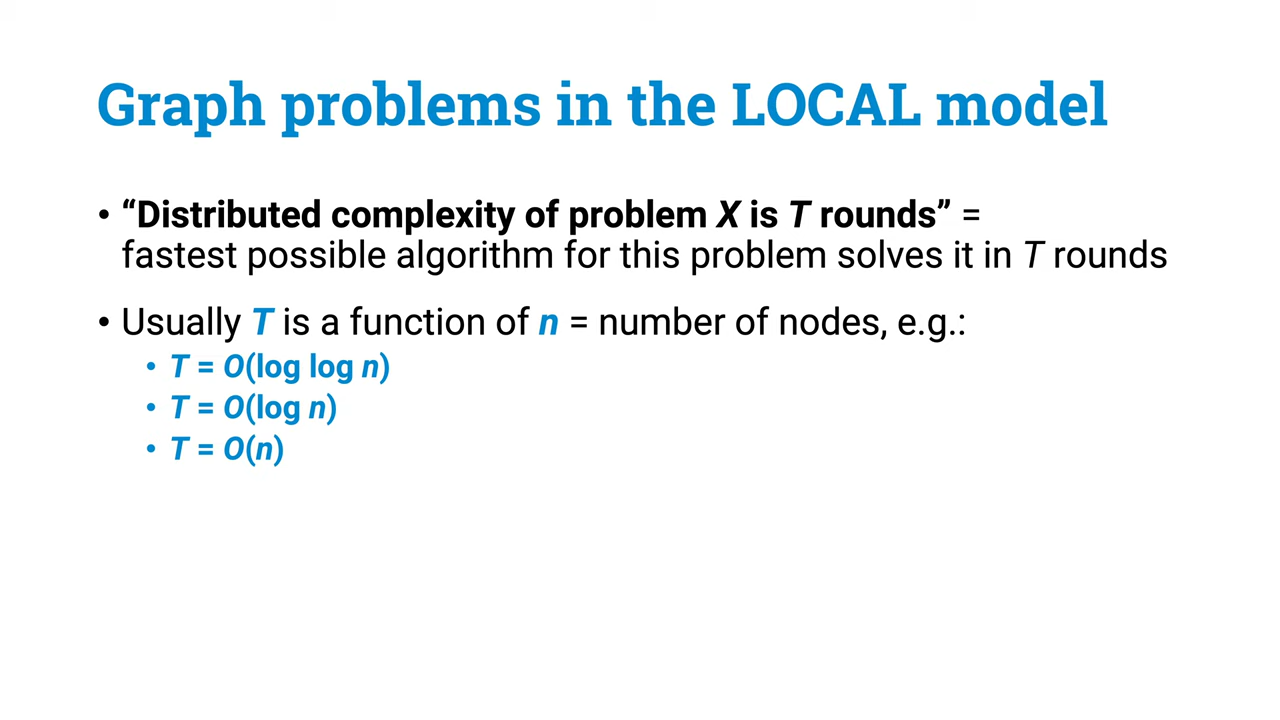 Graph problems in the LOCAL model
• “Distributed complexity of problem X is T rounds” =
fastest possible algorithm for this problem solves it in T rounds
• Usually T is a function of n = number of nodes, e.g.:
• T = O(log log n)
• T = O(log n)
• T = O(n)